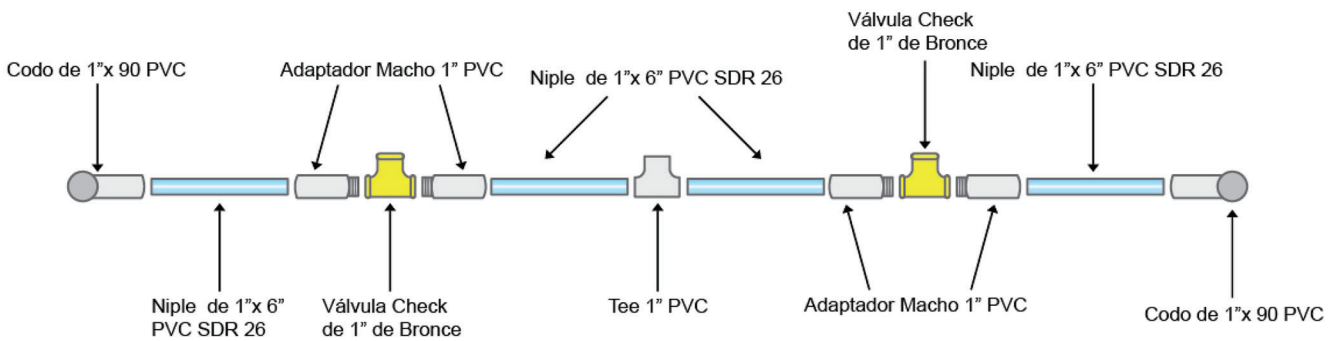 Codo de 1”x 90 PVC
Adaptador Macho 1” PVC
Niple de 1”x 6” PVC SDR 26
Válvula Check
de 1” de Bronce
Niple de 1”x 6” PVC SDR 26
Niple de 1”x 6”
PVC SDR 26
Válvula Check
de 1” de Bronce
Tee 1” PVC
Adaptador Macho 1” PVC
Codo de 1”x 90 PVC